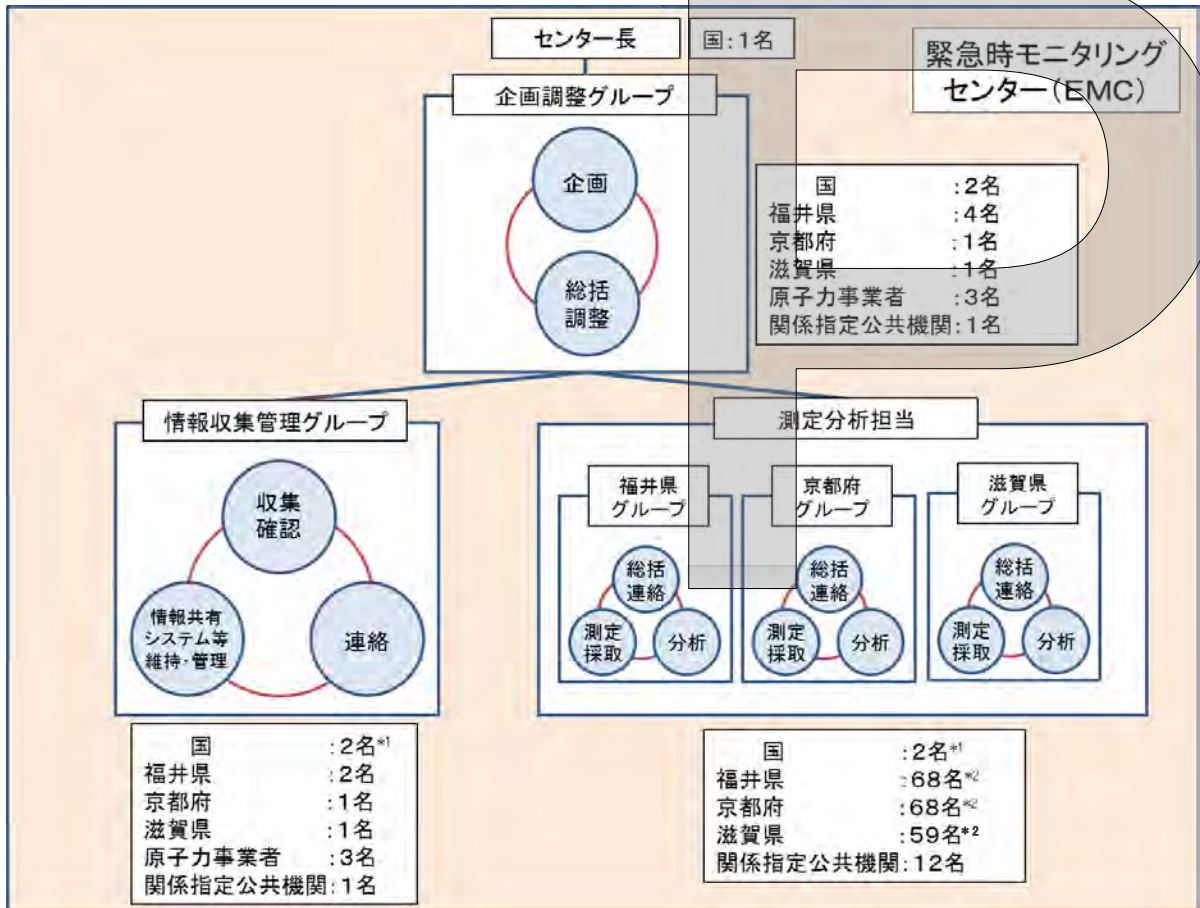 センター長
国:1名
緊急時モニタリング
センター(EMC)
企画調整グループ
企画
総括
調整
国 :2名
福井県 :4名
京都府 :1名
滋賀県 :1名
原子力事業者 :3名
関係指定公共機関:1名
情報収集管理グループ
収集
確認
情報共有
システム等
維持・管理
連絡
国 :2名*1
福井県 :2名
京都府 :1名
滋賀県 :1名
原子力事業者 :3名
関係指定公共機関:1名
測定分析担当
福井県
グループ
総括
連絡
測定
採取
分析
京都府
グループ
総括
連絡
測定
採取
分析
滋賀県
グループ
総括
連絡
測定
採取
分析
国 :2名*1
福井県 :68名*2
京都府 :68名*2
滋賀県 :59名*2
関係指定公共機関:12名